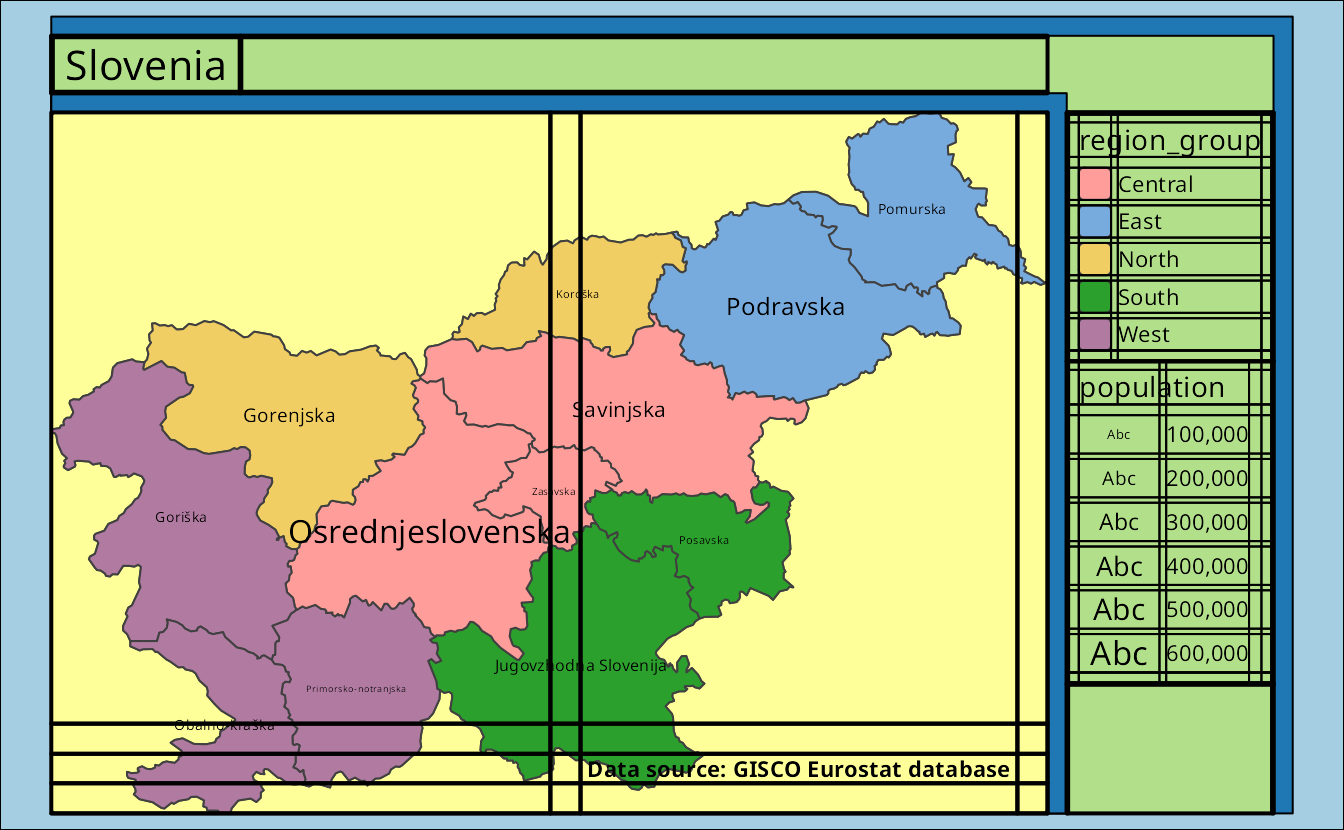 Slovenia
Pomurska
Koroška
Podravska
Gorenjska
Savinjska
Zasavska
Goriška
Osrednjeslovenska
Posavska
Jugovzhodna Slovenija
Primorsko-notranjska
Obalno-kraška
Data source: GISCO Eurostat database
region_group
Central
East
North
South
West
population
Abc 100,000
Abc 200,000
Abc 300,000
Abc 400,000
Abc 500,000
Abc 600,000